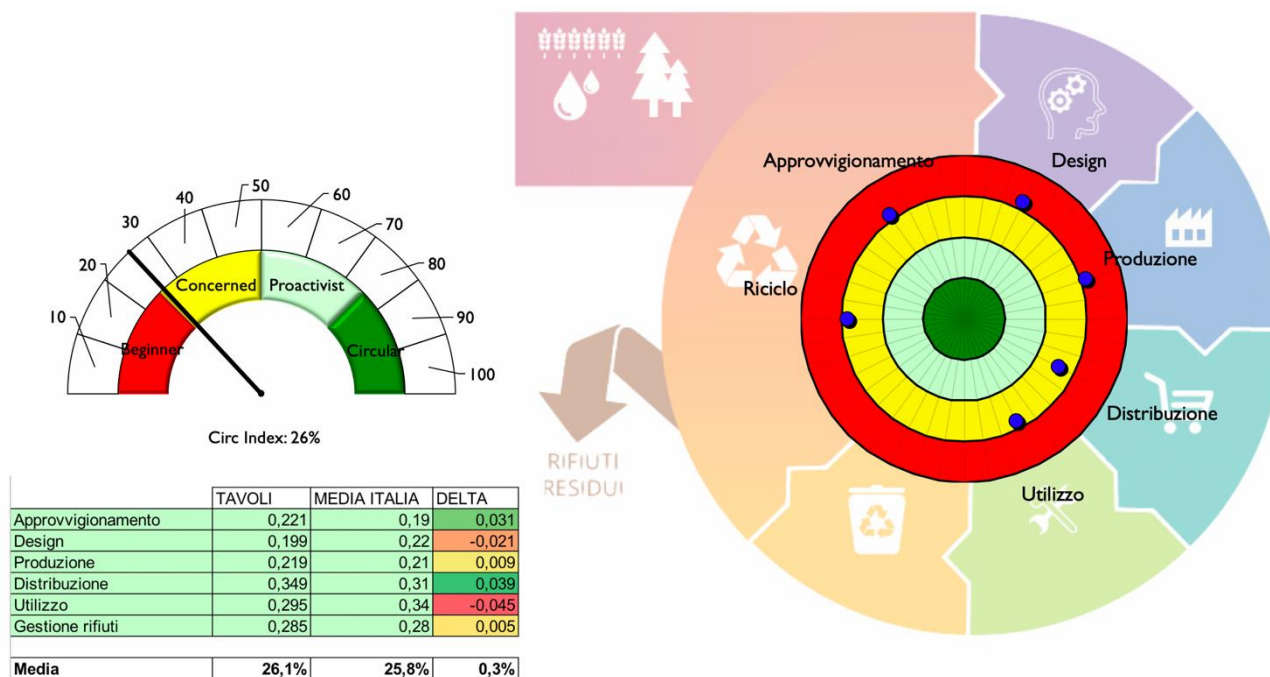 50
40
60
30
70
20
80
10
90
100
Beginner
Concerned
Proactivist
Circular
Circ Index: 26%
TAVOLI MEDIA ITALIA DELTA
Approvvigionamento 0,221 0,19 0,031
Design 0,199 0,22 -0,021
Produzione 0,219 0,21 0,009
Distribuzione 0,349 0,31 0,039
Utilizzo 0,295 0,34 -0,045
Gestione rifiuti 0,285 0,28 0,005
Media 26,1% 25,8% 0,3%
Approvvigionamento
Design
Produzione
Riciclo
Distribuzione
Utilizzo
RIFIUTI
RESIDUI